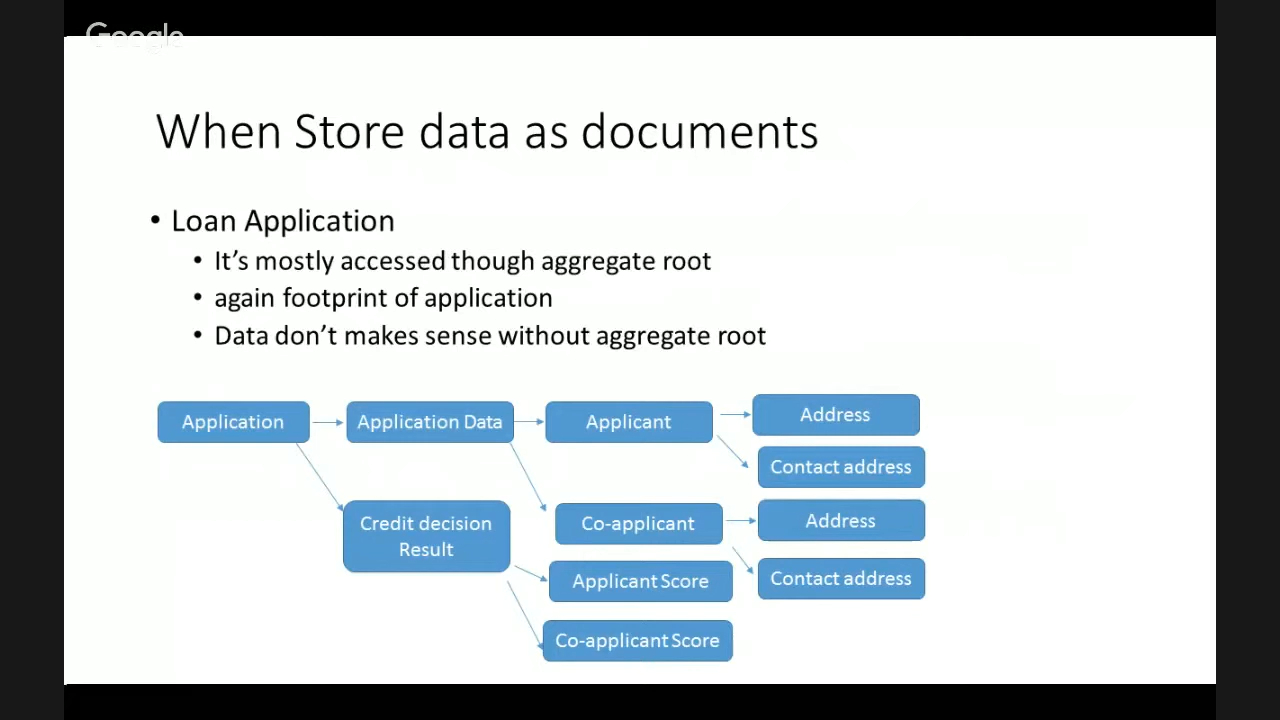 Google
When Store data as documents
• Loan Application
• It's mostly accessed though aggregate root
• again footprint of application
• Data don't makes sense without aggregate root
Application
Application Data
Applicant
Address
Contact address
Credit decision
Result
Co-applicant
Address
Contact address
Applicant Score
Co-applicant Score